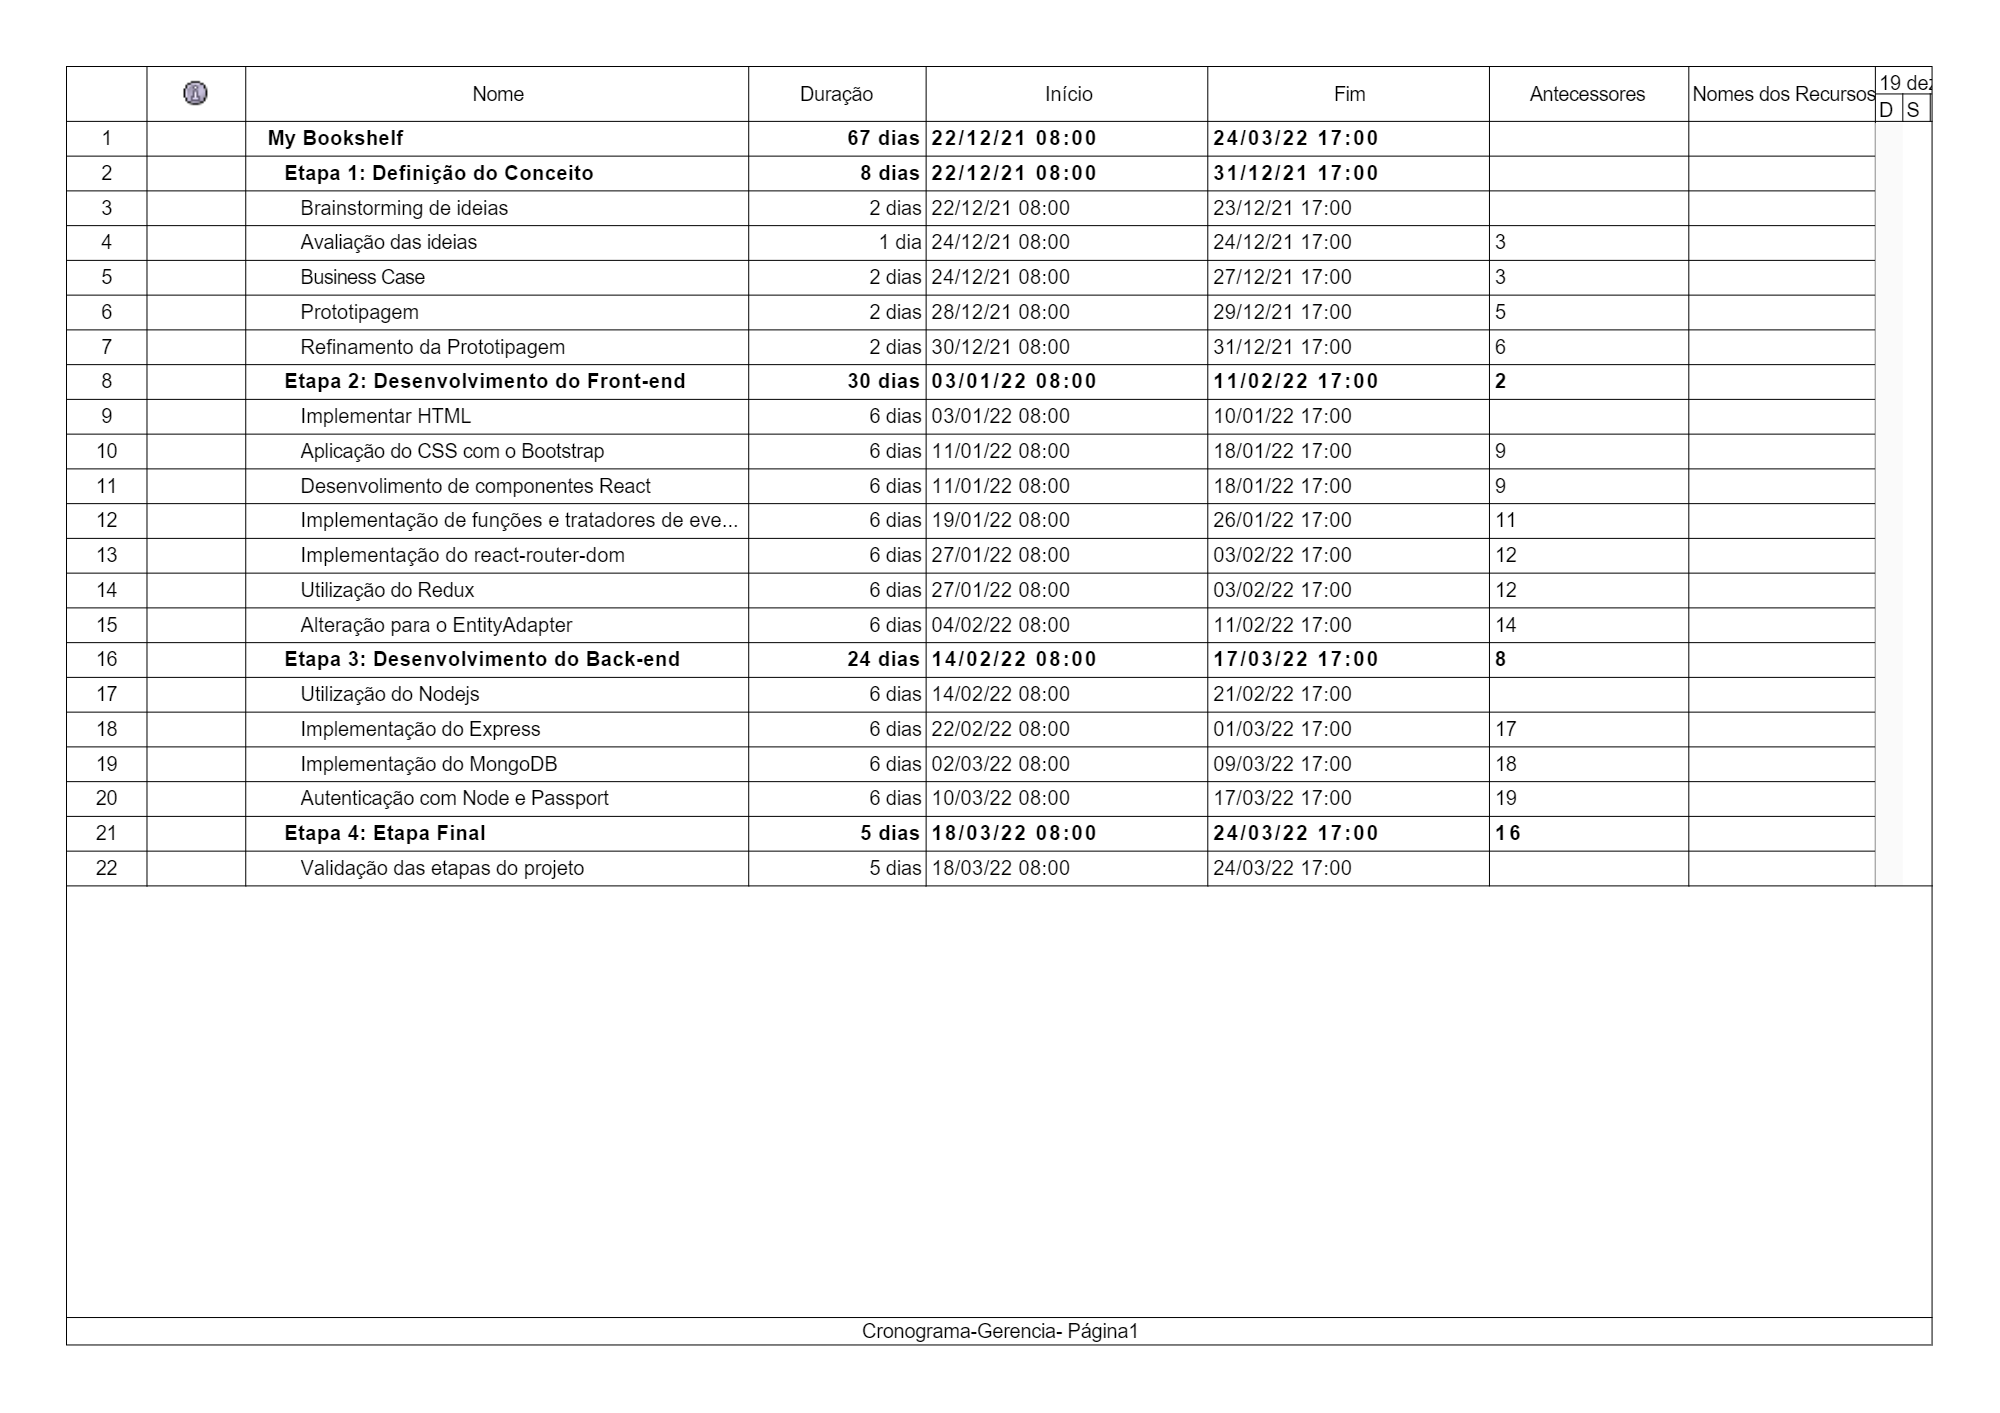 Nome Duração Início Fim Antecessores Nomes dos Recursos 19 dez
D S
1 My Bookshelf 67 dias 22/12/21 08:00 24/03/22 17:00
2 Etapa 1: Definição do Conceito 8 dias 22/12/21 08:00 31/12/21 17:00
3 Brainstorming de ideias 2 dias 22/12/21 08:00 23/12/21 17:00
4 Avaliação das ideias 1 dia 24/12/21 08:00 24/12/21 17:00 3
5 Business Case 2 dias 24/12/21 08:00 27/12/21 17:00 3
6 Prototipagem 2 dias 28/12/21 08:00 29/12/21 17:00 5
7 Refinamento da Prototipagem 2 dias 30/12/21 08:00 31/12/21 17:00 6
8 Etapa 2: Desenvolvimento do Front-end 30 dias 03/01/22 08:00 11/02/22 17:00 2
9 Implementar HTML 6 dias 03/01/22 08:00 10/01/22 17:00
10 Aplicação do CSS com o Bootstrap 6 dias 11/01/22 08:00 18/01/22 17:00 9
11 Desenvolimento de componentes React 6 dias 11/01/22 08:00 18/01/22 17:00 9
12 Implementação de funções e tratadores de eve... 6 dias 19/01/22 08:00 26/01/22 17:00 11
13 Implementação do react-router-dom 6 dias 27/01/22 08:00 03/02/22 17:00 12
14 Utilização do Redux 6 dias 27/01/22 08:00 03/02/22 17:00 12
15 Alteração para o EntityAdapter 6 dias 04/02/22 08:00 11/02/22 17:00 14
16 Etapa 3: Desenvolvimento do Back-end 24 dias 14/02/22 08:00 17/03/22 17:00 8
17 Utilização do Nodejs 6 dias 14/02/22 08:00 21/02/22 17:00
18 Implementação do Express 6 dias 22/02/22 08:00 01/03/22 17:00 17
19 Implementação do MongoDB 6 dias 02/03/22 08:00 09/03/22 17:00 18
20 Autenticação com Node e Passport 6 dias 10/03/22 08:00 17/03/22 17:00 19
21 Etapa 4: Etapa Final 5 dias 18/03/22 08:00 24/03/22 17:00 16
22 Validação das etapas do projeto 5 dias 18/03/22 08:00 24/03/22 17:00
Cronograma-Gerencia- Página1